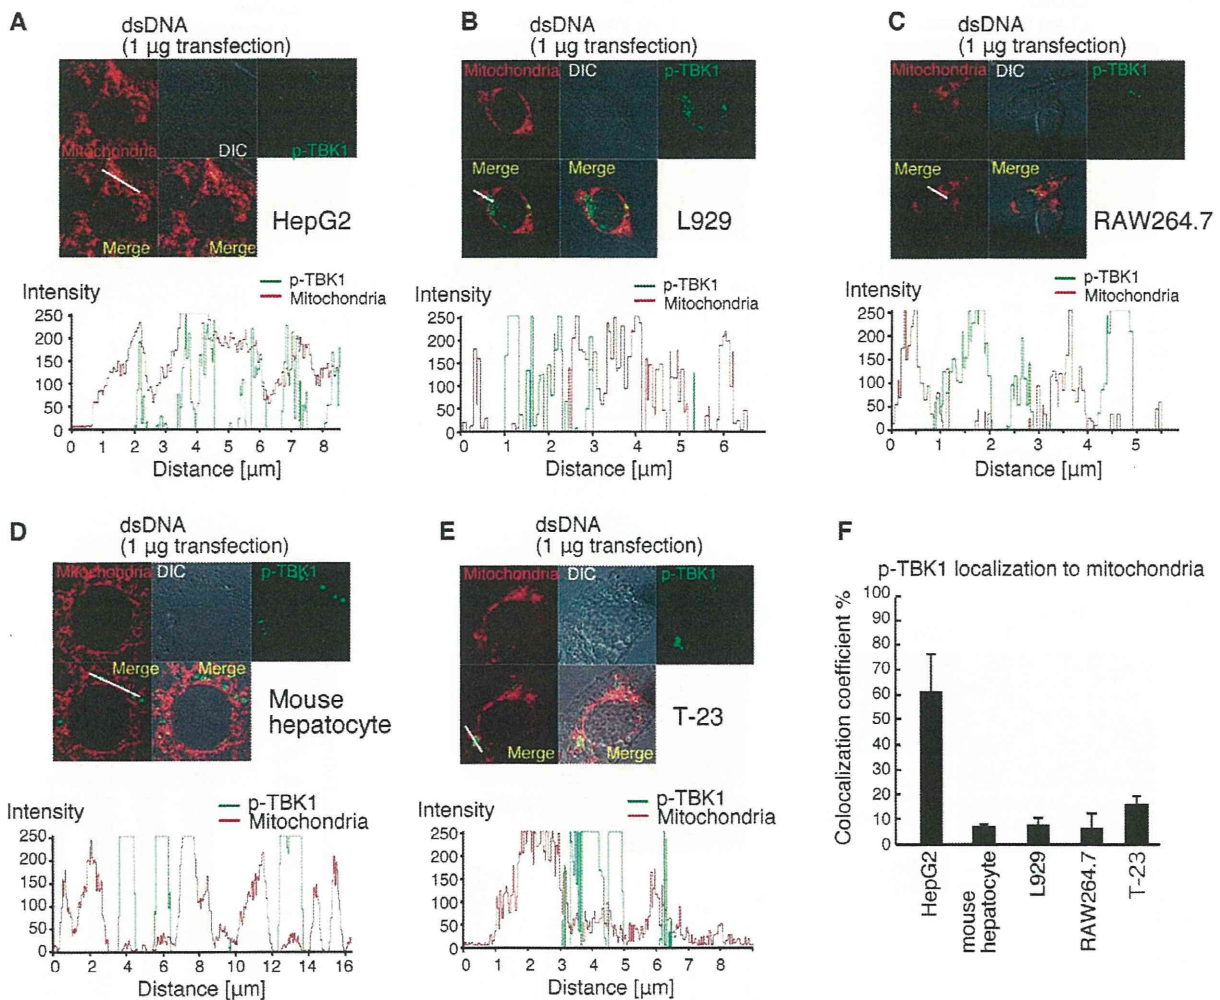 A
dsDNA
(1 µg transfection)
Mitochondria
DIC
p-TBK1
Merge
Merge
HepG2
p-TBK1
Mitochondria
Intensity
250
200
150
100
50
0
0 1 2 3 4 5 6 7 8
Distance [µm]
B
dsDNA
(1 µg transfection)
Mitochondria
DIC
p-TBK1
Merge
Merge
L929
p-TBK1
Mitochondria
Intensity
250
200
150
100
50
0
0 1 2 3 4 5 6
Distance [µm]
C
dsDNA
(1 µg transfection)
Mitochondria
DIC
p-TBK1
Merge
Merge
RAW264.7
p-TBK1
Mitochondria
Intensity
250
200
150
100
50
0
0 1 2 3 4 5
Distance [µm]
D
dsDNA
(1 µg transfection)
Mitochondria
DIC
p-TBK1
Merge
Merge
Mouse
hepatocyte
p-TBK1
Mitochondria
Intensity
250
200
150
100
50
0
0 2 4 6 8 10 12 14 16
Distance [µm]
E
dsDNA
(1 µg transfection)
Mitochondria
DIC
p-TBK1
Merge
Merge
T-23
p-TBK1
Mitochondria
Intensity
250
200
150
100
50
0
0 1 2 3 4 5 6 7 8
Distance [µm]
F
p-TBK1 localization to mitochondria
Colocalization coefficient %
100
90
80
70
60
50
40
30
20
10
0
HepG2
mouse
hepatocyte
L929
RAW264.7
T-23